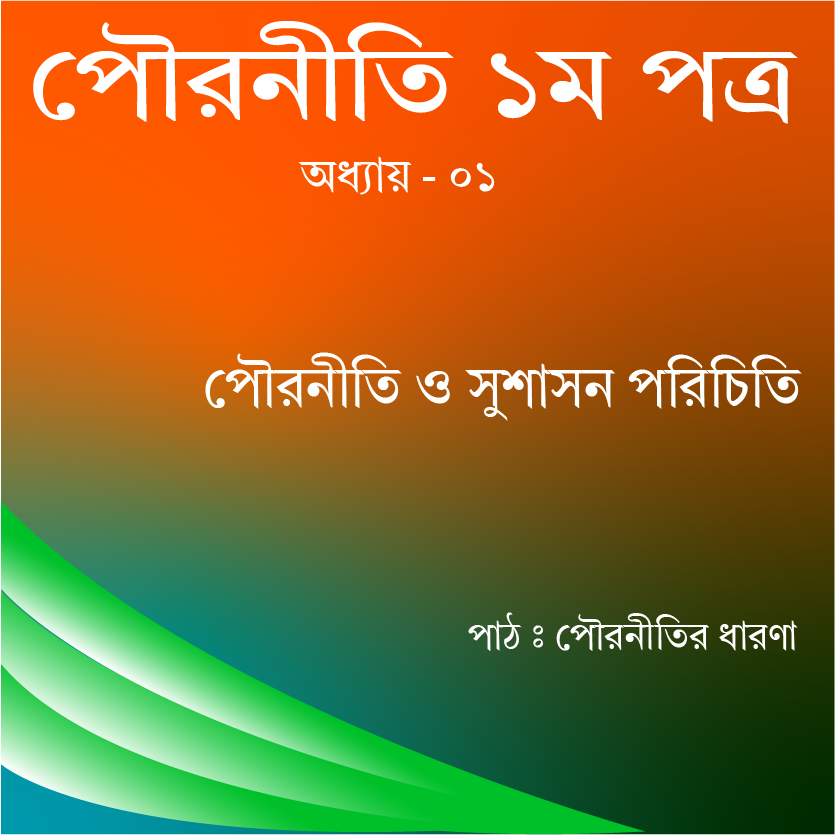 পৌরনীতি ১ম পত্র
অধ্যায় - ০১
পৌরনীতি ও সুশাসন পরিচিতি
পাঠ ঃ পৌরনীতির ধারণা